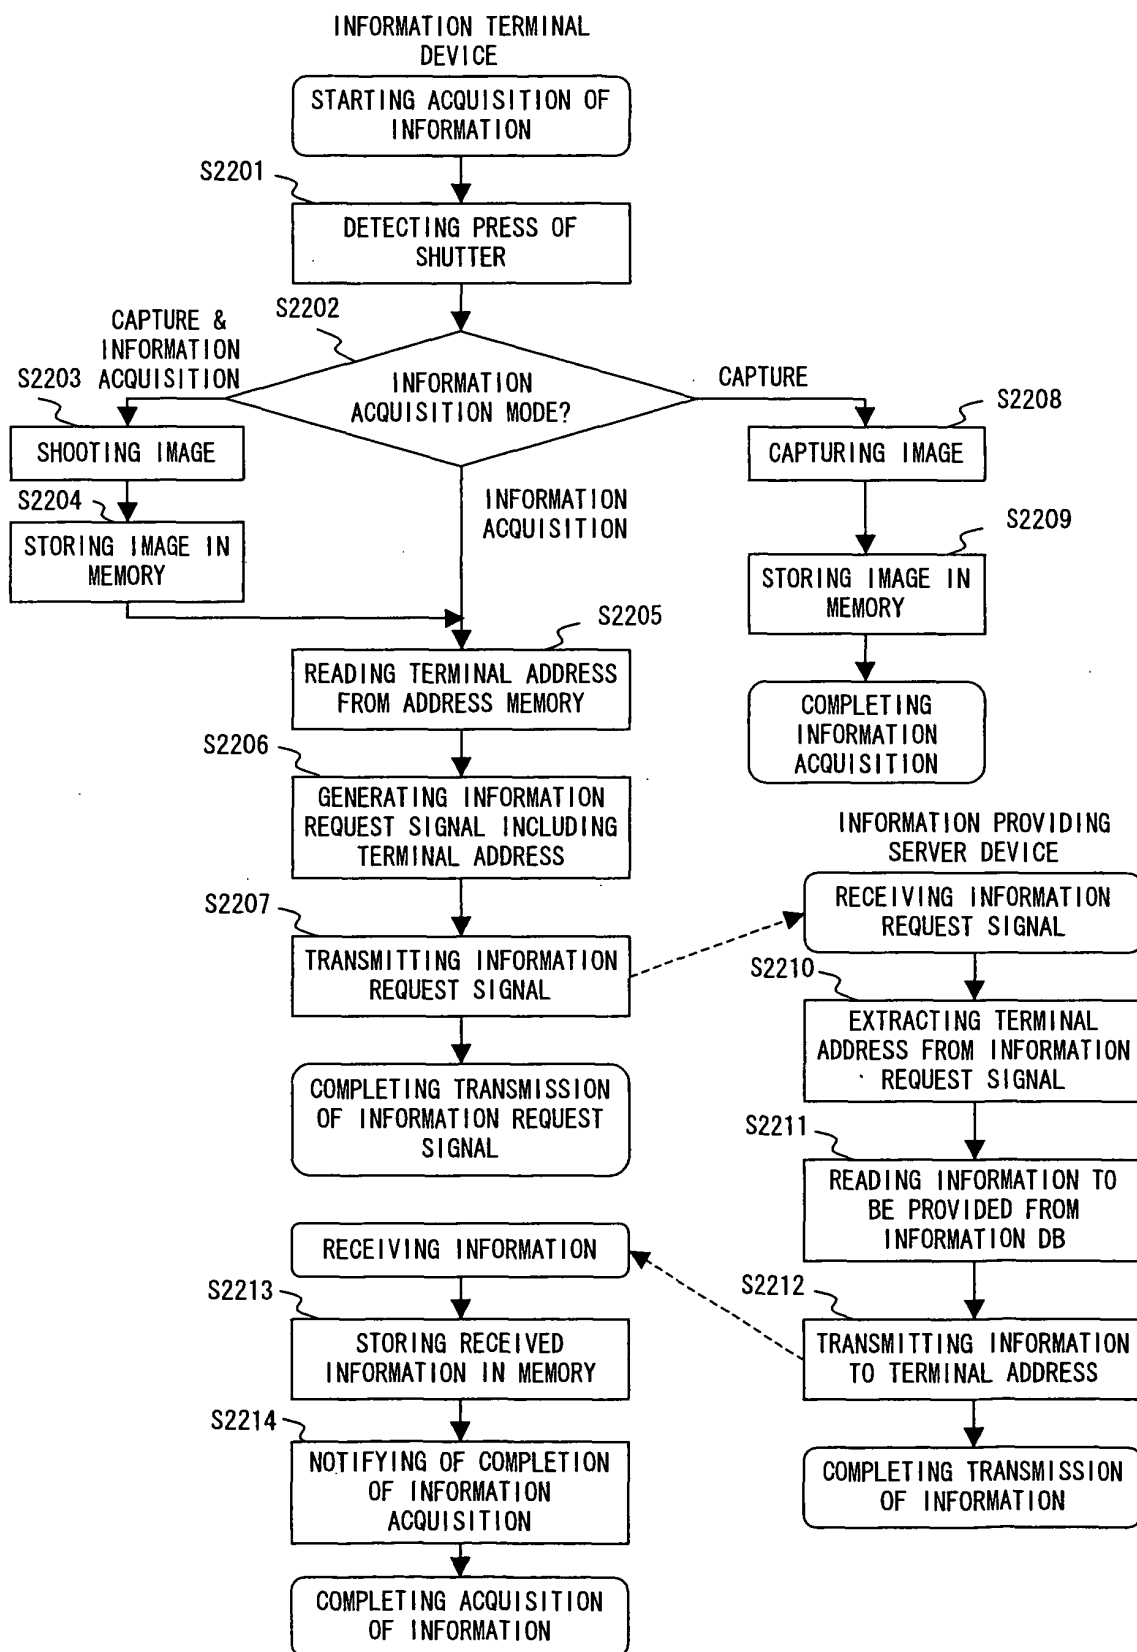 INFORMATION TERMINAL
DEVICE
STARTING ACQUISITION OF
INFORMATION
S2201
DETECTING PRESS OF
SHUTTER
S2202
CAPTURE &
INFORMATION
ACQUISITION
INFORMATION
ACQUISITION MODE?
CAPTURE
S2203
SHOOTING IMAGE
S2204
STORING IMAGE IN
MEMORY
INFORMATION
ACQUISITION
S2208
CAPTURING IMAGE
S2209
STORING IMAGE IN
MEMORY
COMPLETING
INFORMATION
ACQUISITION
S2205
READING TERMINAL ADDRESS
FROM ADDRESS MEMORY
S2206
GENERATING INFORMATION
REQUEST SIGNAL INCLUDING
TERMINAL ADDRESS
S2207
TRANSMITTING INFORMATION
REQUEST SIGNAL
COMPLETING TRANSMISSION
OF INFORMATION REQUEST
SIGNAL
INFORMATION PROVIDING
SERVER DEVICE
RECEIVING INFORMATION
REQUEST SIGNAL
S2210
EXTRACTING TERMINAL
ADDRESS FROM INFORMATION
REQUEST SIGNAL
S2211
READING INFORMATION TO
BE PROVIDED FROM
INFORMATION DB
S2212
TRANSMITTING INFORMATION
TO TERMINAL ADDRESS
COMPLETING TRANSMISSION
OF INFORMATION
RECEIVING INFORMATION
S2213
STORING RECEIVED
INFORMATION IN MEMORY
S2214
NOTIFYING OF COMPLETION
OF INFORMATION
ACQUISITION
COMPLETING ACQUISITION
OF INFORMATION